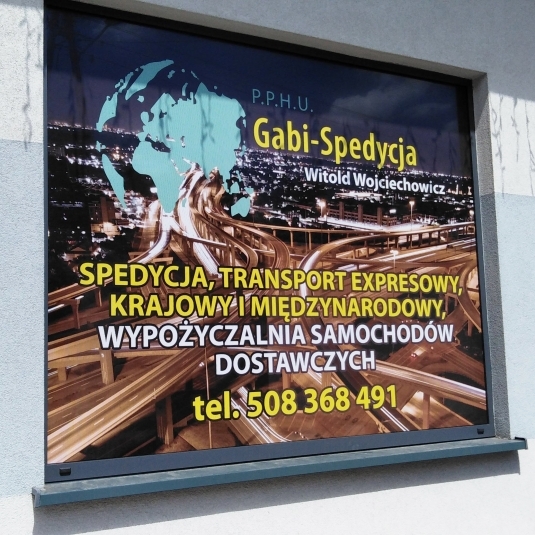 P.P.H.U.
Gabi-Spedycja
Witold Wojciechowicz
SPEDYCJA, TRANSPORT EXPRESOWY,
KRAJOWY I MIĘDZYNARODOWY,
WYPOŻYCZALNIA SAMOCHODÓW
DOSTAWCZYCH
tel. 508 368 491